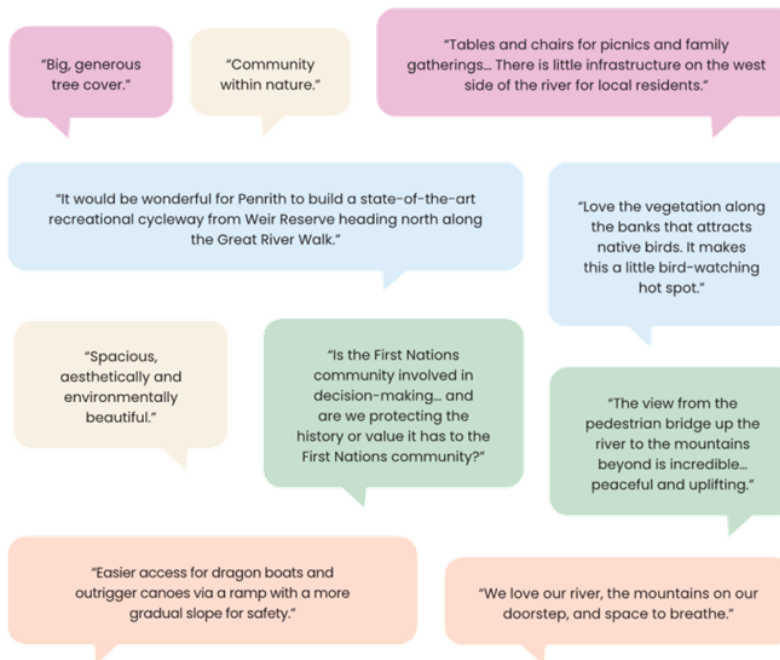 “Big, generous
tree cover.”
“Community
within nature.”
“Tables and chairs for picnics and family
gatherings… There is little infrastructure on the west
side of the river for local residents.”
“It would be wonderful for Penrith to build a state-of-the-art
recreational cycleway from Weir Reserve heading north along
the Great River Walk.”
“Love the vegetation along
the banks that attracts
native birds. It makes
this a little bird-watching
hot spot.”
“Spacious,
aesthetically and
environmentally
beautiful.”
“Is the First Nations
community involved in
decision-making… and
are we protecting the
history or value it has to the
First Nations community?”
“The view from the
pedestrian bridge up the
river to the mountains
beyond is incredible…
peaceful and uplifting.”
“Easier access for dragon boats and
outrigger canoes via a ramp with a more
gradual slope for safety.”
“We love our river, the mountains on our
doorstep, and space to breathe.”